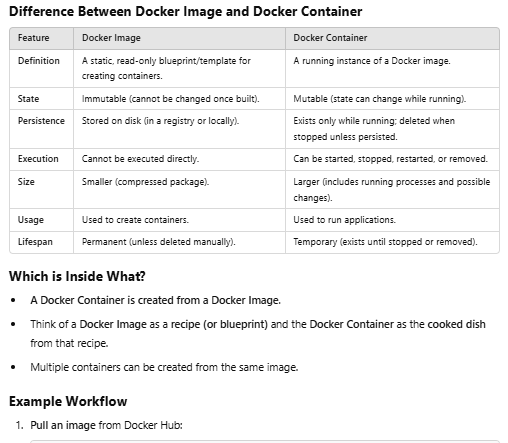 Difference Between Docker Image and Docker Container
Feature Docker Image Docker Container
Definition A static, read-only blueprint/template for A running instance of a Docker image.
creating containers.
State Immutable (cannot be changed once built). Mutable (state can change while running).
Persistence Stored on disk (in a registry or locally). Exists only while running; deleted when
stopped unless persisted.
Execution Cannot be executed directly. Can be started, stopped, restarted, or removed.
Size Smaller (compressed package). Larger (includes running processes and possible
changes).
Usage Used to create containers. Used to run applications.
Lifespan Permanent (unless deleted manually). Temporary (exists until stopped or removed).
Which is Inside What?
• A Docker Container is created from a Docker Image.
• Think of a Docker Image as a recipe (or blueprint) and the Docker Container as the cooked dish
from that recipe.
• Multiple containers can be created from the same image.
Example Workflow
1. Pull an image from Docker Hub: